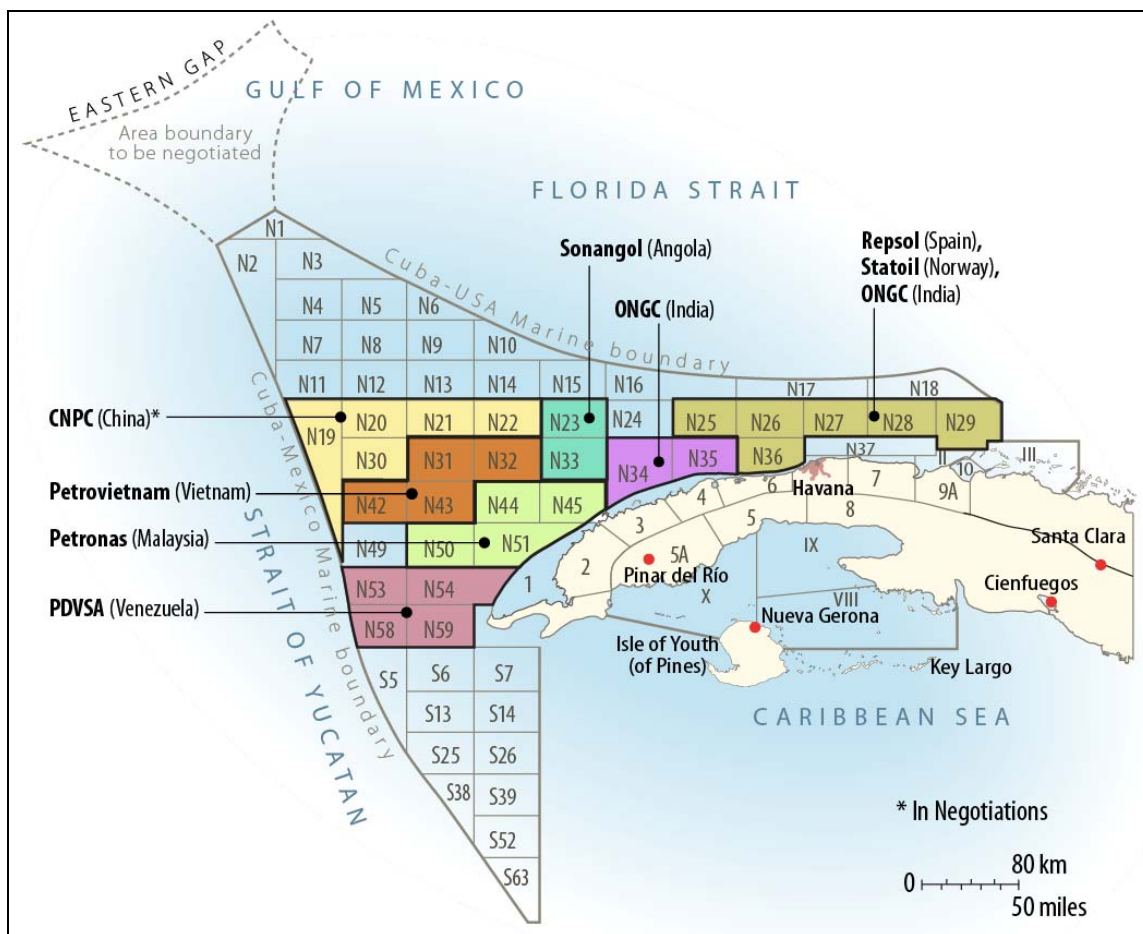 EASTERN GAP
Area boundary
to be negotiated
GULF OF MEXICO
FLORIDA STRAIT
Cuba-USA Marine boundary
Cuba-Mexico Marine boundary
STRAIT OF YUCATAN
Sonangol (Angola)
ONGC (India)
Repsol (Spain),
Statoil (Norway),
ONGC (India)
CNPC (China)*
Petrovietnam (Vietnam)
Petronas (Malaysia)
PDVSA (Venezuela)
N1
N2
N3
N4
N5
N6
N7
N8
N9
N10
N11
N12
N13
N14
N15
N16
N17
N18
N19
N20
N21
N22
N23
N24
N25
N26
N27
N28
N29
N30
N31
N32
N33
N34
N35
N36
N37
N42
N43
N44
N45
N49
N50
N51
N53
N54
N58
N59
S5
S6
S7
S13
S14
S25
S26
S38
S39
S52
S63
1
2
3
4
5
5A
6
7
8
9A
10
II
III
VIII
IX
X
Havana
Pinar del Río
Santa Clara
Cienfuegos
Nueva Gerona
Isle of Youth
(of Pines)
Key Largo
CARIBBEAN SEA
* In Negotiations
80 km
0
50 miles